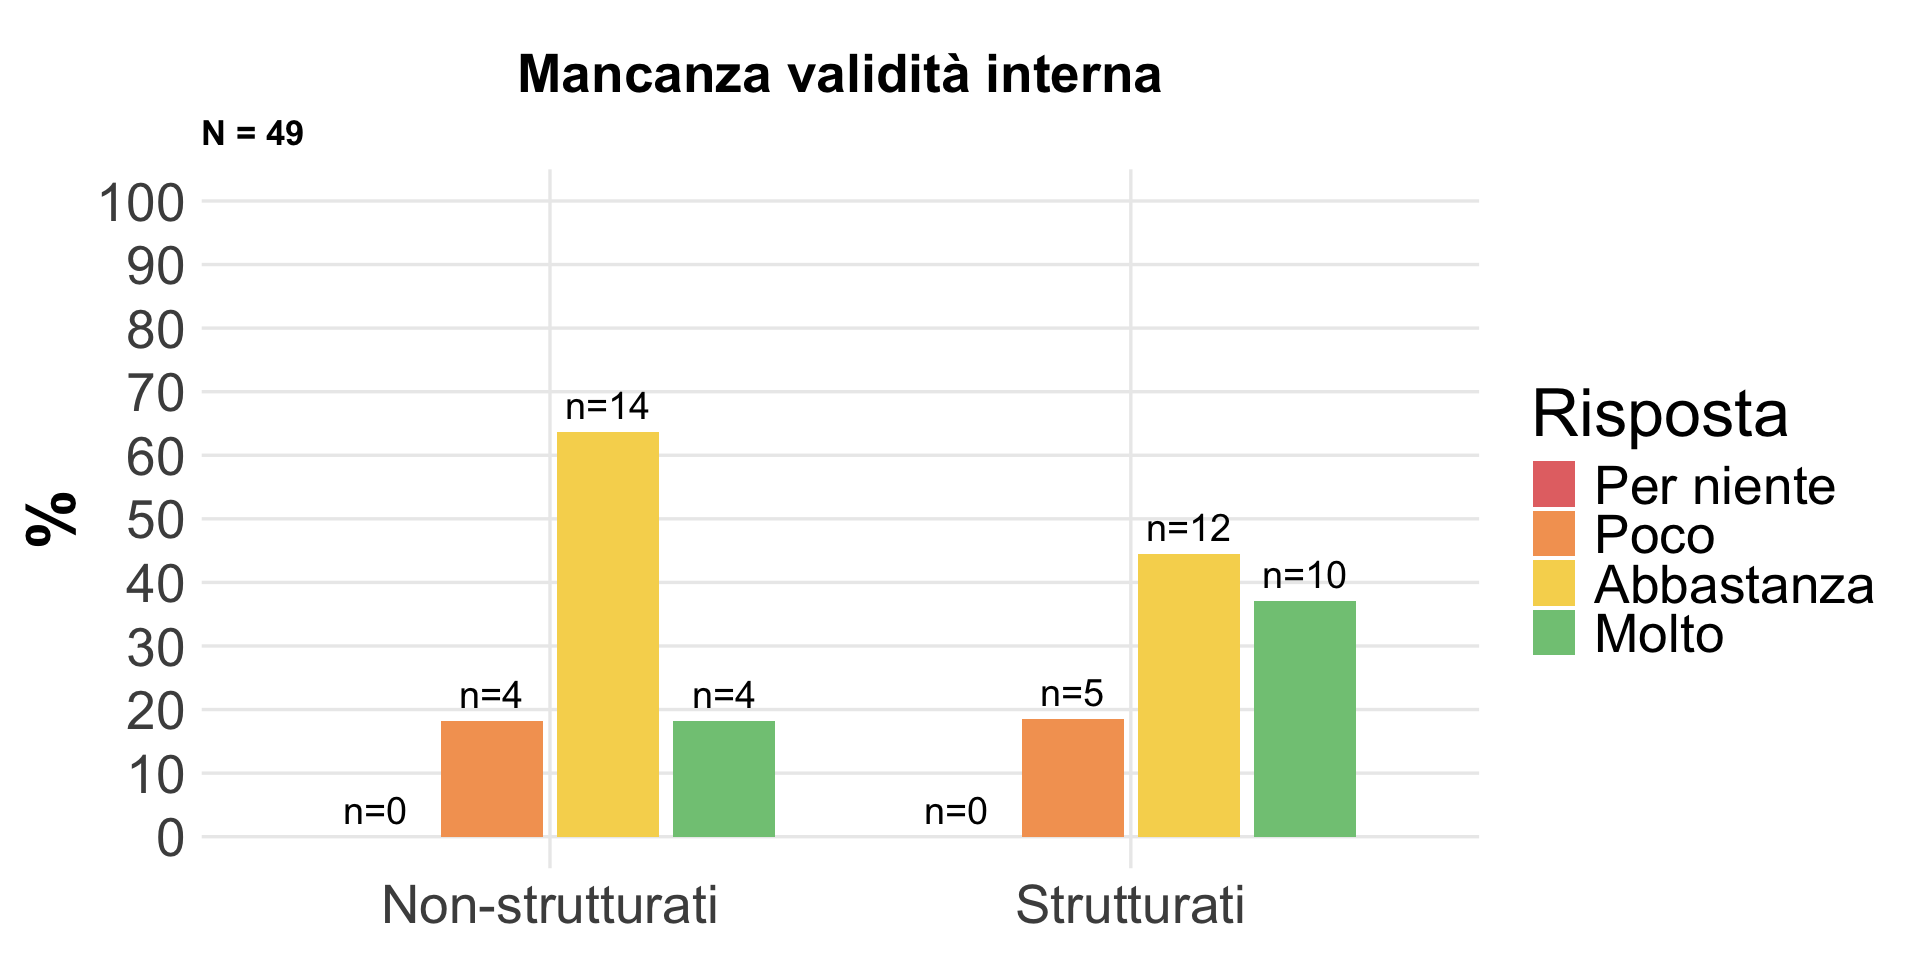 Mancanza validità interna
N = 49
%
100
90
80
70
60
50
40
30
20
10
0
n=0
n=4
n=14
n=4
n=0
n=5
n=12
n=10
Non-strutturati
Strutturati
Risposta
Per niente
Poco
Abbastanza
Molto